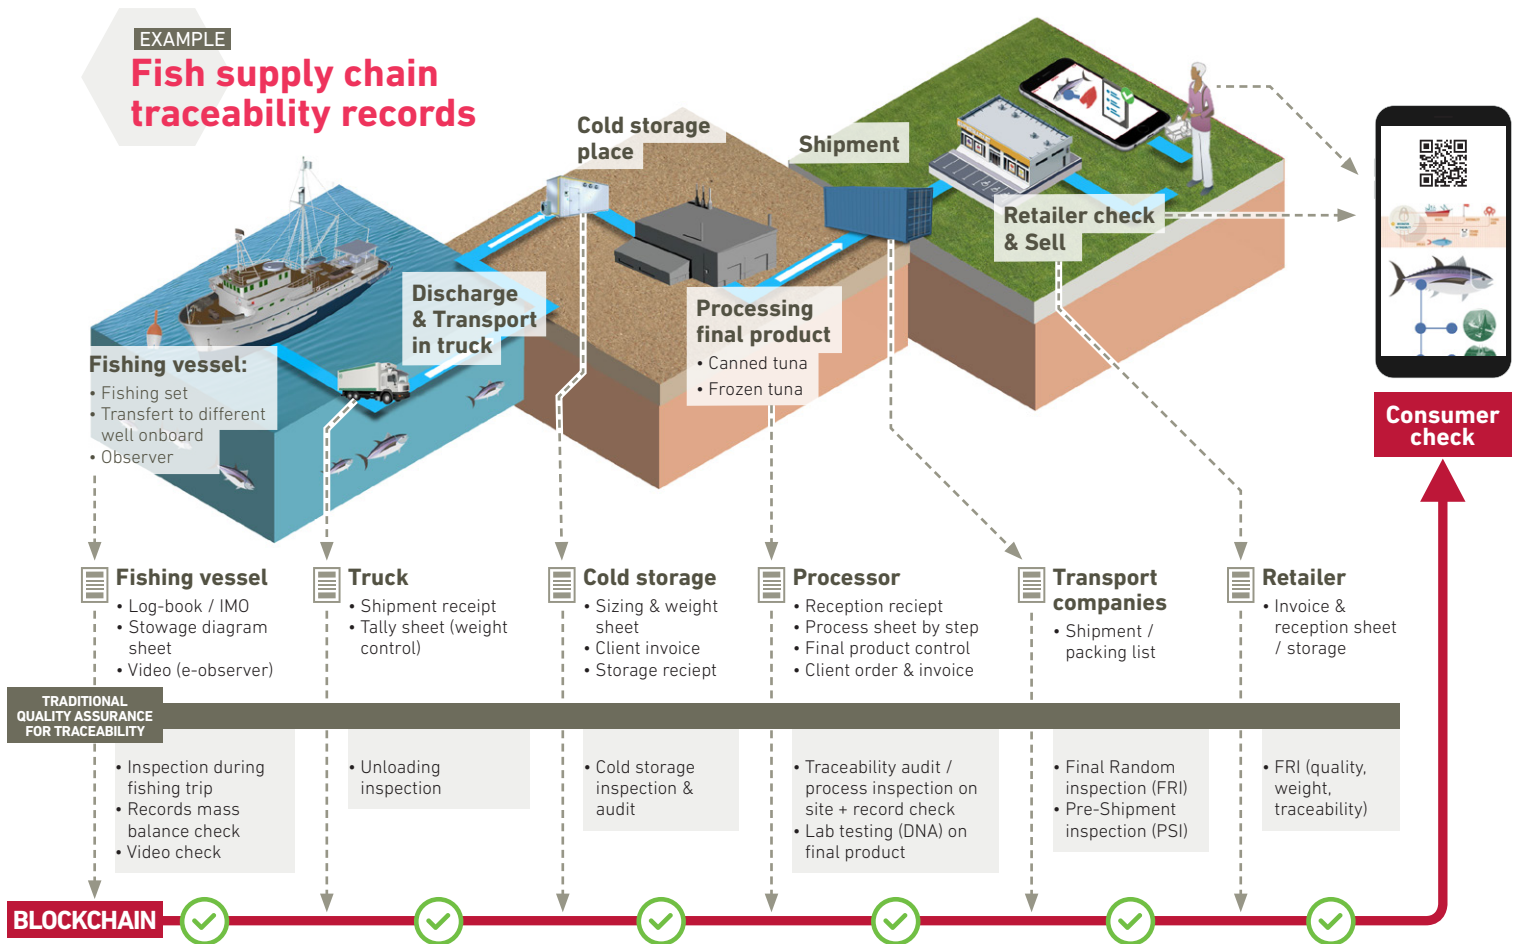 EXAMPLE
Fish supply chain
traceability records
Cold storage
place
Shipment
Retailer check
& Sell
Discharge
& Transport
in truck
Processing
final product
• Canned tuna
• Frozen tuna
Fishing vessel:
• Fishing set
• Transfert to different
well onboard
• Observer
Consumer
check
Fishing vessel
• Log-book / IMO
• Stowage diagram
sheet
• Video (e-observer)
Truck
• Shipment receipt
• Tally sheet (weight
control)
Cold storage
• Sizing & weight
sheet
• Client invoice
• Storage reciept
Processor
• Reception reciept
• Process sheet by step
• Final product control
• Client order & invoice
Transport
companies
• Shipment /
packing list
Retailer
• Invoice &
reception sheet
/ storage
TRADITIONAL
QUALITY ASSURANCE
FOR TRACEABILITY
• Inspection during
fishing trip
• Records mass
balance check
• Video check
• Unloading
inspection
• Cold storage
inspection &
audit
• Traceability audit /
process inspection on
site + record check
• Lab testing (DNA) on
final product
• Final Random
inspection (FRI)
• Pre-Shipment
inspection (PSI)
• FRI (quality,
weight,
traceability)
BLOCKCHAIN